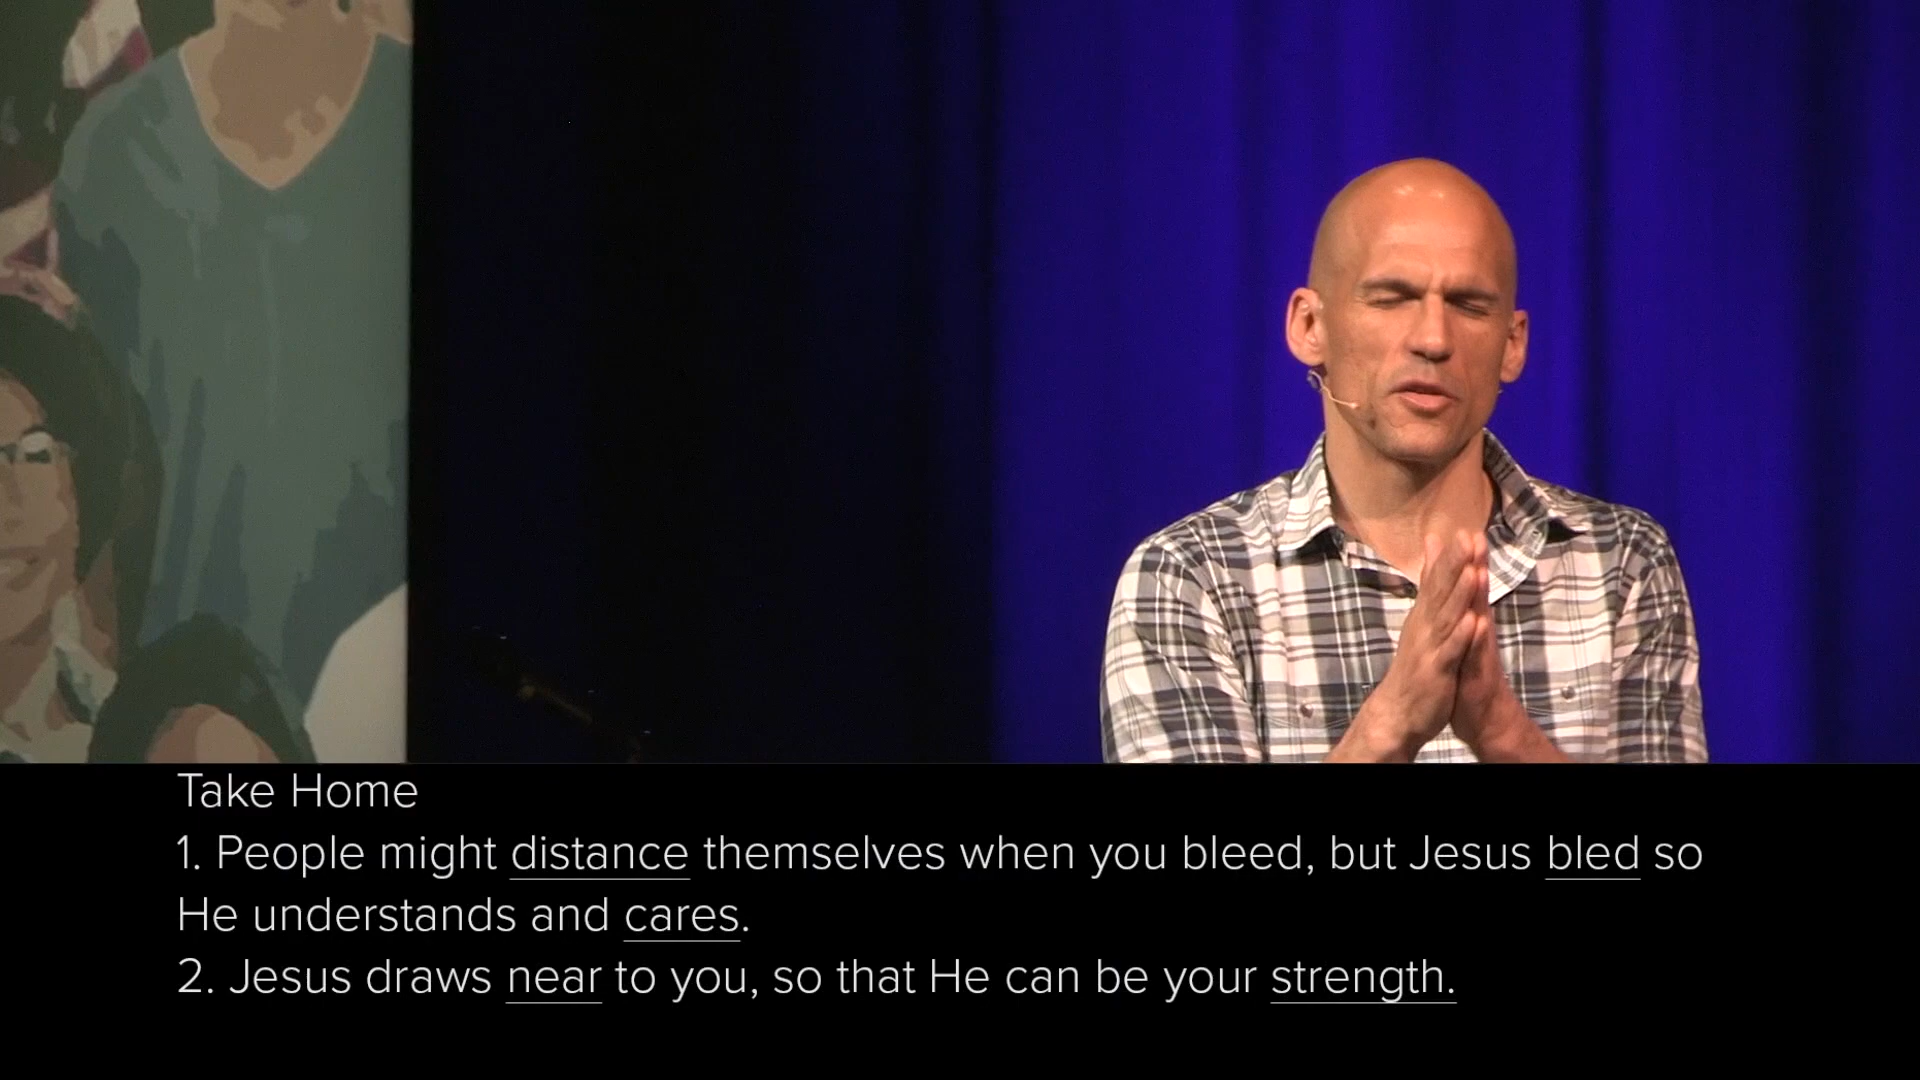 Take Home
1. People might distance themselves when you bleed, but Jesus bled so
He understands and cares.
2. Jesus draws near to you, so that He can be your strength.